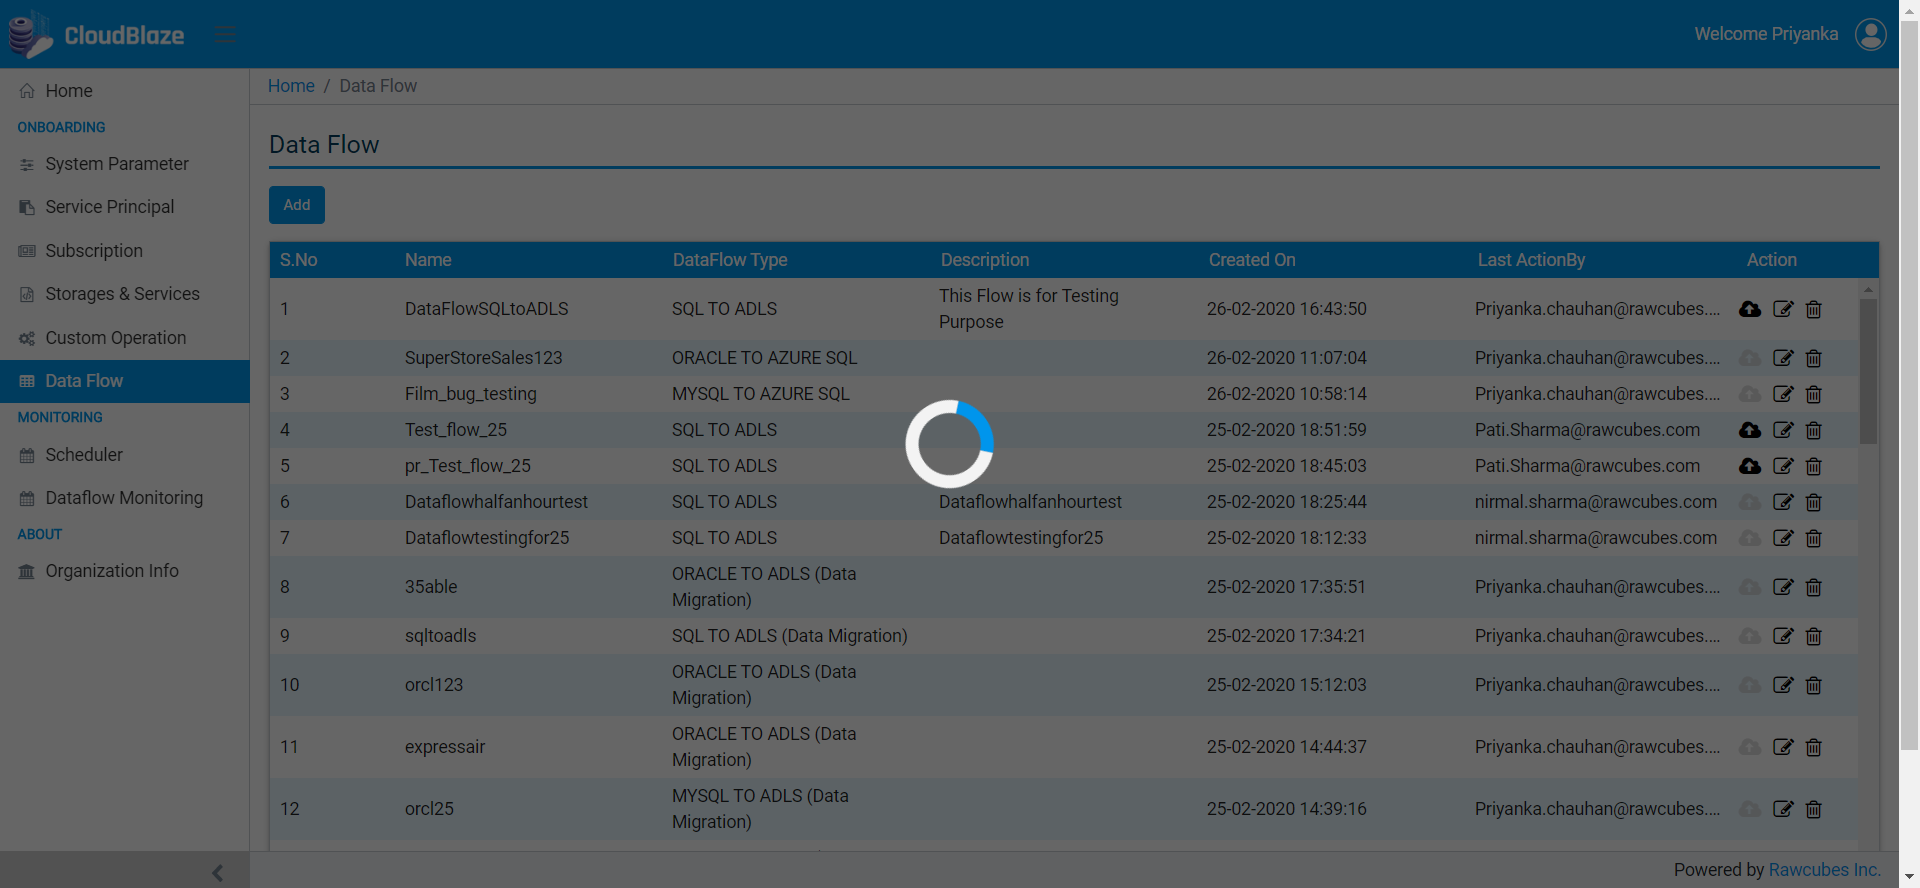 CloudBlaze
Welcome Priyanka
Home
ONBOARDING
System Parameter
Service Principal
Subscription
Storages & Services
Custom Operation
Data Flow
MONITORING
Scheduler
Dataflow Monitoring
ABOUT
Organization Info
Home / Data Flow
Data Flow
Add
S.No Name DataFlow Type Description Created On Last ActionBy Action
1 DataFlowSQLtoADLS SQL TO ADLS This Flow is for Testing Purpose 26-02-2020 16:43:50 Priyanka.chauhan@rawcubes....
2 SuperStoreSales123 ORACLE TO AZURE SQL 26-02-2020 11:07:04 Priyanka.chauhan@rawcubes....
3 Film_bug_testing MYSQL TO AZURE SQL 26-02-2020 10:58:14 Priyanka.chauhan@rawcubes....
4 Test_flow_25 SQL TO ADLS 25-02-2020 18:51:59 Pati.Sharma@rawcubes.com
5 pr_Test_flow_25 SQL TO ADLS 25-02-2020 18:45:03 Pati.Sharma@rawcubes.com
6 Dataflowhalfanhourtest SQL TO ADLS Dataflowhalfanhourtest 25-02-2020 18:25:44 nirmal.sharma@rawcubes.com
7 Dataflowtestingfor25 SQL TO ADLS Dataflowtestingfor25 25-02-2020 18:12:33 nirmal.sharma@rawcubes.com
8 35able ORACLE TO ADLS (Data Migration) 25-02-2020 17:35:51 Priyanka.chauhan@rawcubes....
9 sqltoadls SQL TO ADLS (Data Migration) 25-02-2020 17:34:21 Priyanka.chauhan@rawcubes....
10 orcl123 ORACLE TO ADLS (Data Migration) 25-02-2020 15:12:03 Priyanka.chauhan@rawcubes....
11 expressair ORACLE TO ADLS (Data Migration) 25-02-2020 14:44:37 Priyanka.chauhan@rawcubes....
12 orcl25 MYSQL TO ADLS (Data Migration) 25-02-2020 14:39:16 Priyanka.chauhan@rawcubes....
Powered by Rawcubes Inc.